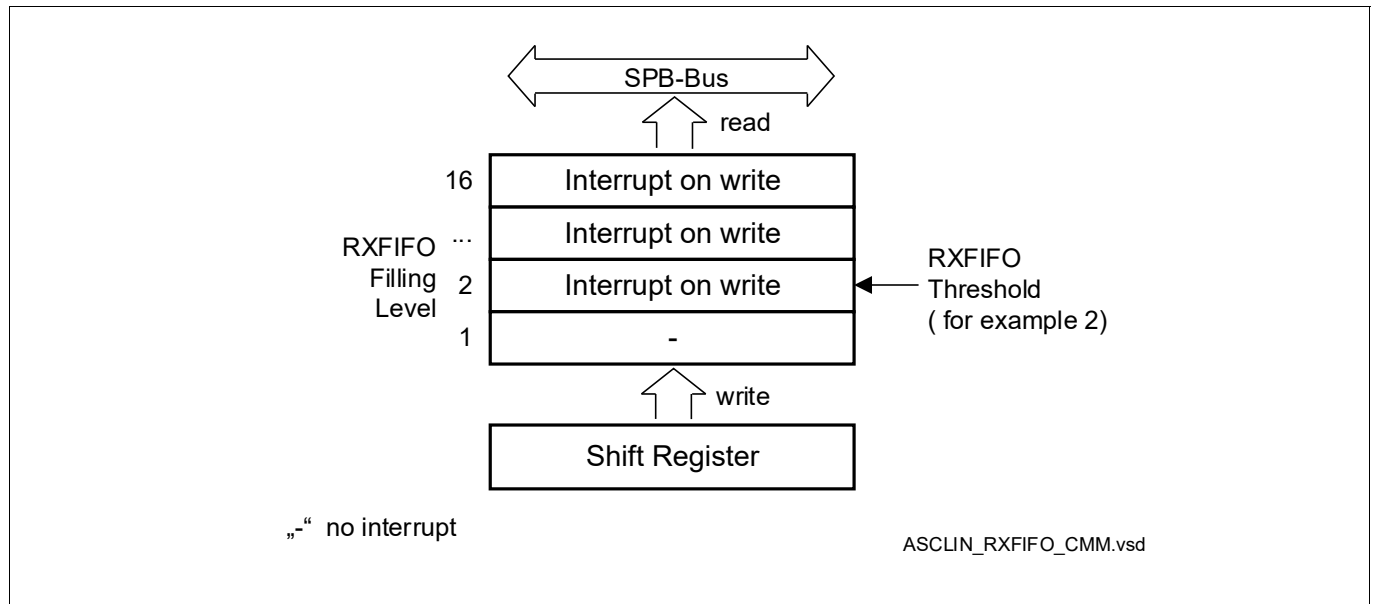 SPB-Bus
read
16 Interrupt on write
... Interrupt on write
RXFIFO
Filling
Level
2 Interrupt on write
RXFIFO
Threshold
( for example 2)
1 -
write
Shift Register
„-“ no interrupt
ASCLIN_RXFIFO_CMM.vsd